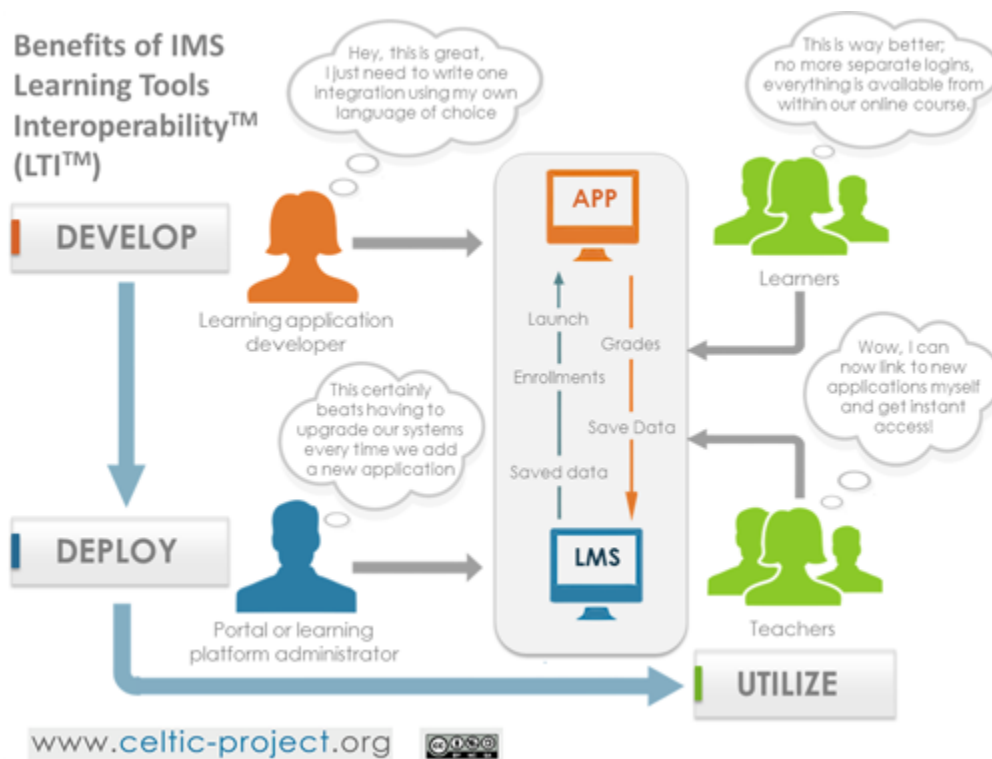 Benefits of IMS
Learning Tools
Interoperability™
(LTI™)
Hey, this is great,
I just need to write one
integration using my own
language of choice
This is way better;
no more separate logins,
everything is available from
within our online course.
DEVELOP
Learning application
developer
APP
Learners
Launch
Grades
Enrollments
Save Data
Saved data
LMS
This certainly
beats having to
upgrade our systems
every time we add
a new application
Wow, I can
now link to new
applications myself
and get instant
access!
DEPLOY
Portal or learning
platform administrator
Teachers
UTILIZE
www.celtic-project.org